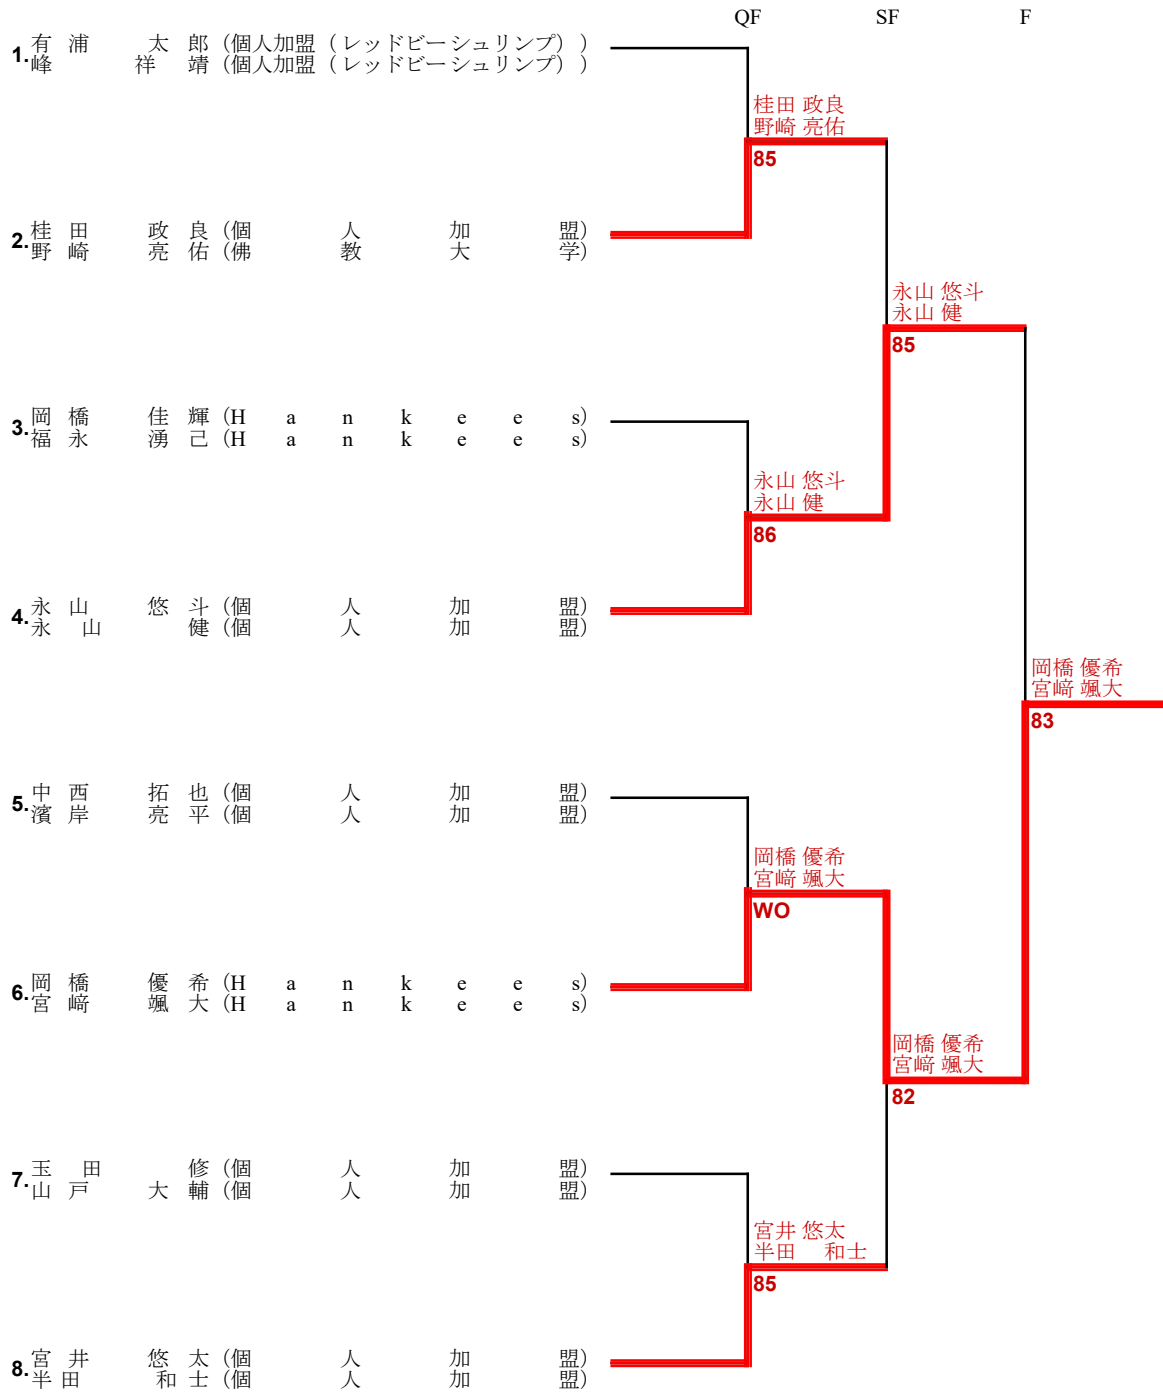 QF SF F
1. 有浦 太郎 (個人加盟（レッドビーシュリンプ）)
峰 祥靖 (個人加盟（レッドビーシュリンプ）)
桂田 政良
野崎 亮佑
85
2. 桂田 政良 (個人加盟)
野崎 亮佑 (佛教大学)
永山 悠斗
永山 健
85
3. 岡橋 佳輝 (Hankees)
福永 湧己 (Hankees)
永山 悠斗
永山 健
86
4. 永山 悠斗 (個人加盟)
永山 健 (個人加盟)
岡橋 優希
宮﨑 颯大
83
5. 中西 拓也 (個人加盟)
濱岸 亮平 (個人加盟)
岡橋 優希
宮﨑 颯大
WO
6. 岡橋 優希 (Hankees)
宮﨑 颯大 (Hankees)
岡橋 優希
宮﨑 颯大
82
7. 玉田 修 (個人加盟)
山戸 大輔 (個人加盟)
宮井 悠太
半田 和士
85
8. 宮井 悠太 (個人加盟)
半田 和士 (個人加盟)